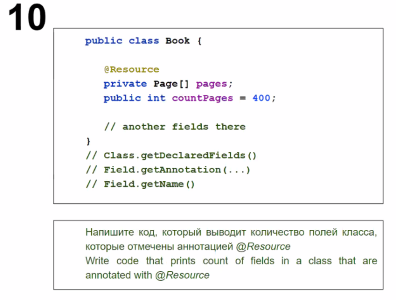 10
public class Book {
@Resource
private Page[] pages;
public int countPages = 400;
// another fields there
}
// Class.getDeclaredFields()
// Field.getAnnotation(...)
// Field.getName()
Напишите код, который выводит количество полей класса,
которые отмечены аннотацией @Resource
Write code that prints count of fields in a class that are
annotated with @Resource